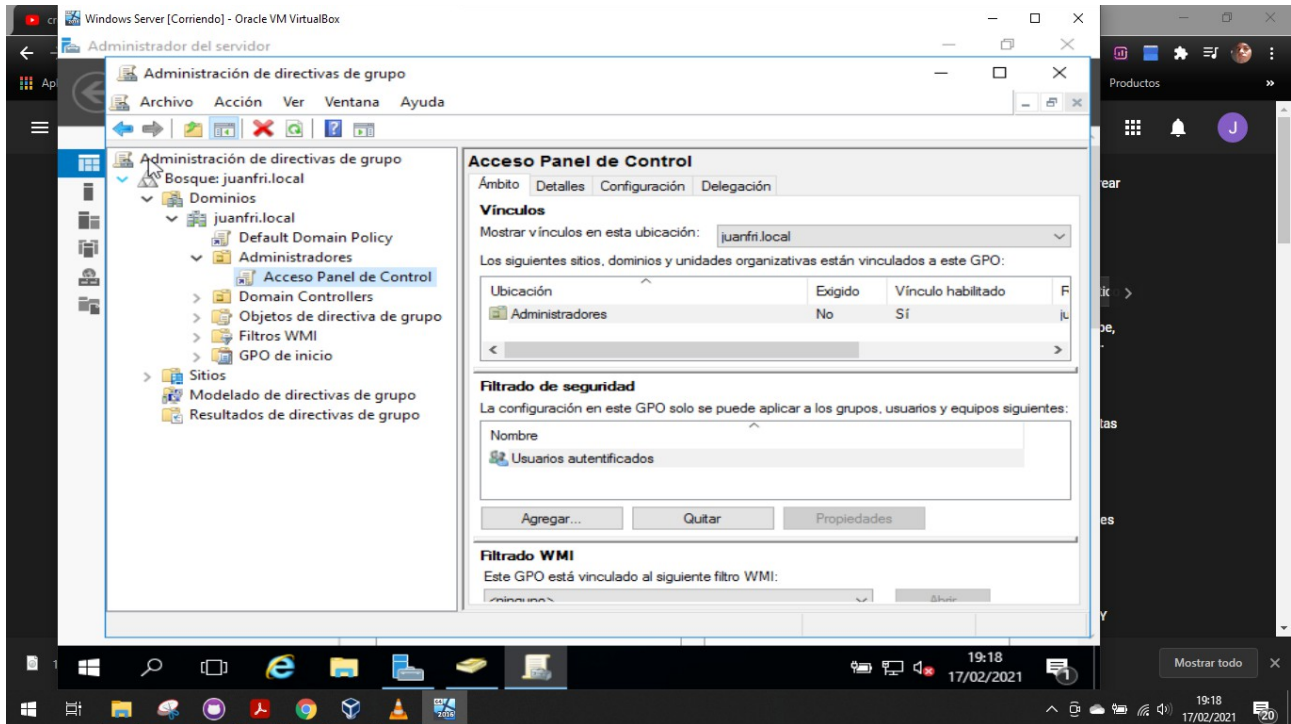 Windows Server [Corriendo] - Oracle VM VirtualBox
Administrador del servidor
Administración de directivas de grupo
Archivo Acción Ver Ventana Ayuda
Productos
Administración de directivas de grupo
Bosque: juanfri.local
Dominios
juanfri.local
Default Domain Policy
Administradores
Acceso Panel de Control
Domain Controllers
Objetos de directiva de grupo
Filtros WMI
GPO de inicio
Sitios
Modelado de directivas de grupo
Resultados de directivas de grupo
Acceso Panel de Control
Ámbito Detalles Configuración Delegación
Vínculos
Mostrar vínculos en esta ubicación: juanfri.local
Los siguientes sitios, dominios y unidades organizativas están vinculados a este GPO:
Ubicación Exigido Vínculo habilitado
Administradores No Sí
Filtrado de seguridad
La configuración en este GPO solo se puede aplicar a los grupos, usuarios y equipos siguientes:
Nombre
Usuarios autentificados
Agregar... Quitar Propiedades
Filtrado WMI
Este GPO está vinculado al siguiente filtro WMI:
<ninguno> Abrir
J
19:18
17/02/2021
1
Mostrar todo
19:18
17/02/2021
20